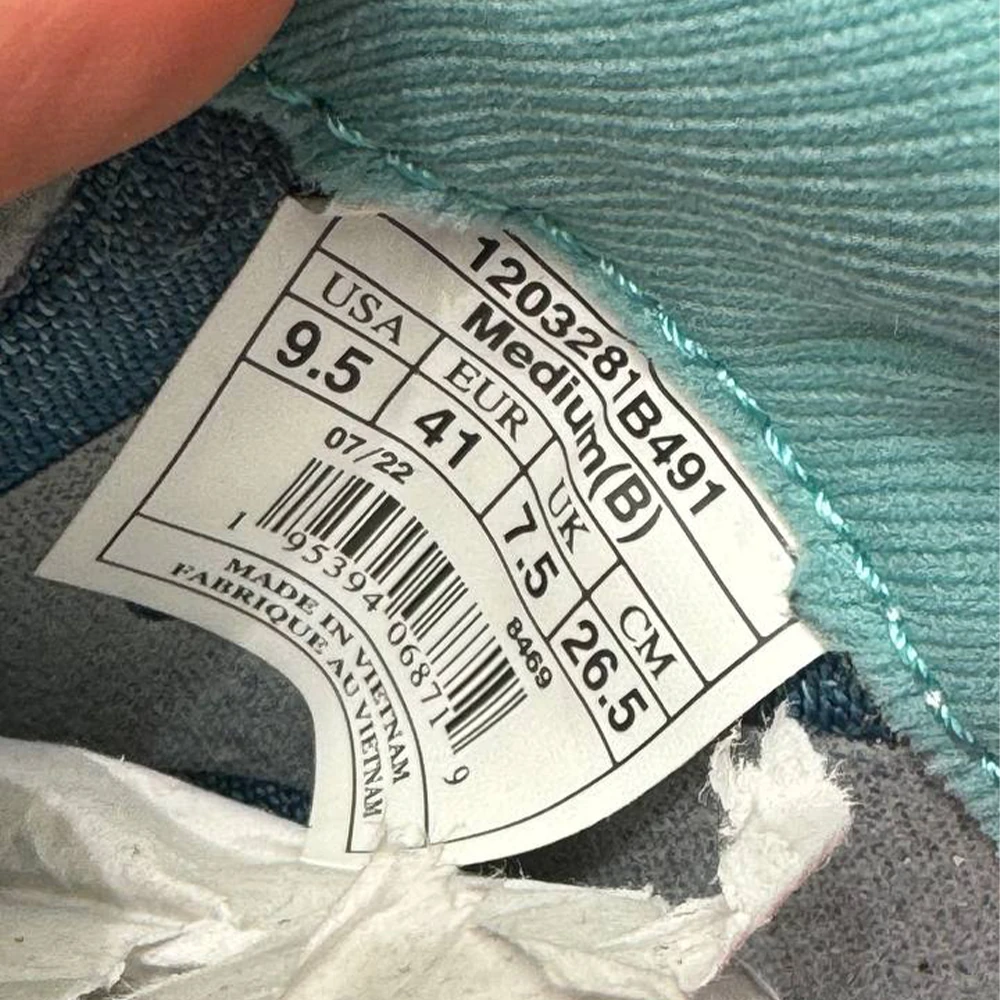 1203281B491
Medium(B)
USA EUR UK CM
9.5 41 7.5 26.5
07/22
8469
1 95394 06871 9
MADE IN VIETNAM
FABRIQUE AU VIETNAM